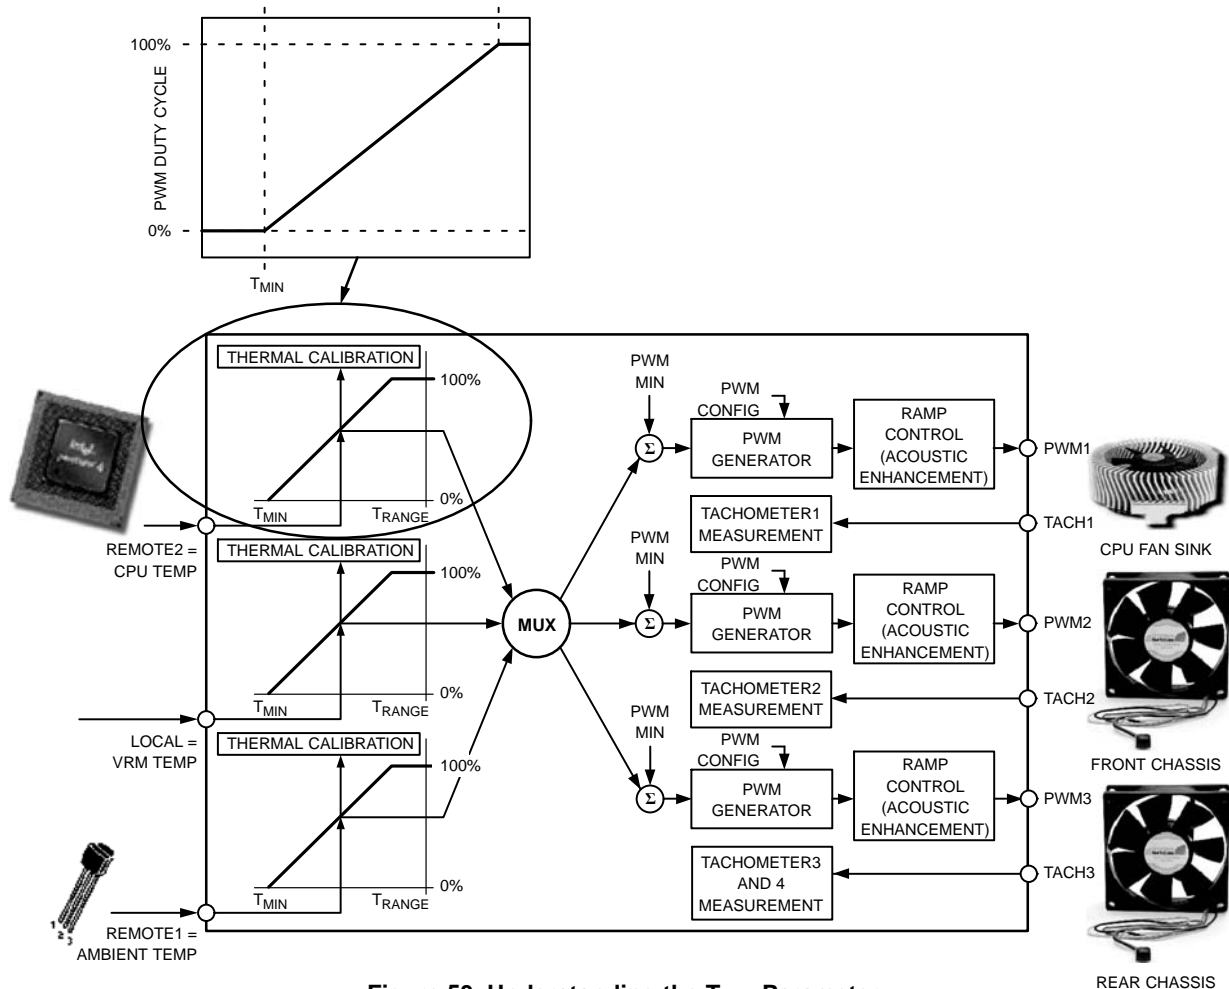 100%
PWM DUTY CYCLE
0%
TMIN
THERMAL CALIBRATION
100%
0%
TMIN
TRANGE
REMOTE2 =
CPU TEMP
THERMAL CALIBRATION
100%
0%
TMIN
TRANGE
LOCAL =
VRM TEMP
THERMAL CALIBRATION
100%
0%
TMIN
TRANGE
REMOTE1 =
AMBIENT TEMP
1
2
3
MUX
PWM
MIN
Σ
PWM
CONFIG
PWM
GENERATOR
RAMP
CONTROL
(ACOUSTIC
ENHANCEMENT)
PWM1
TACHOMETER1
MEASUREMENT
TACH1
CPU FAN SINK
PWM
MIN
Σ
PWM
CONFIG
PWM
GENERATOR
RAMP
CONTROL
(ACOUSTIC
ENHANCEMENT)
PWM2
TACHOMETER2
MEASUREMENT
TACH2
FRONT CHASSIS
PWM
MIN
Σ
PWM
CONFIG
PWM
GENERATOR
RAMP
CONTROL
(ACOUSTIC
ENHANCEMENT)
PWM3
TACHOMETER3
AND 4
MEASUREMENT
TACH3
REAR CHASSIS